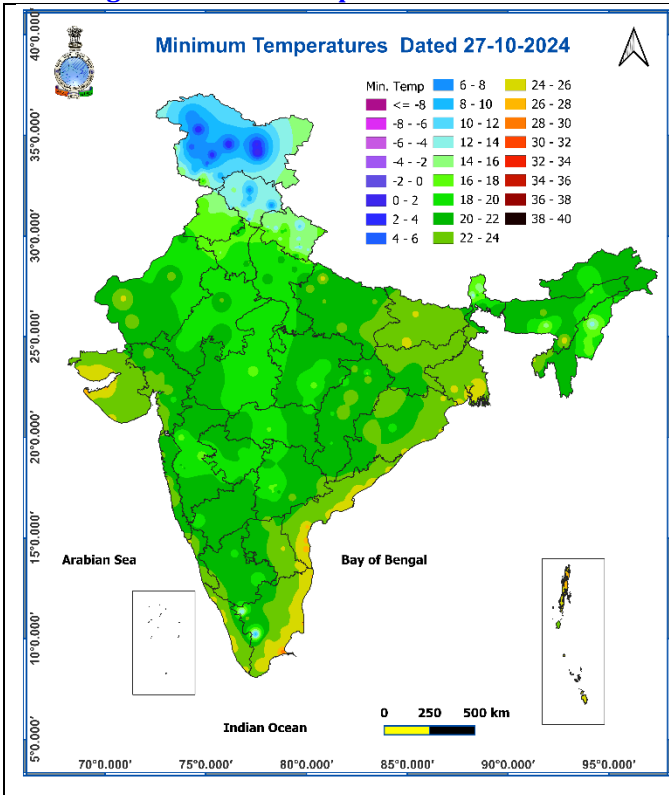 Minimum Temperatures Dated 27-10-2024
Min. Temp
<= -8
-8 - -6
-6 - -4
-4 - -2
-2 - 0
0 - 2
2 - 4
4 - 6
6 - 8
8 - 10
10 - 12
12 - 14
14 - 16
16 - 18
18 - 20
20 - 22
22 - 24
24 - 26
26 - 28
28 - 30
30 - 32
32 - 34
34 - 36
36 - 38
38 - 40
40°0.000'
35°0.000'
30°0.000'
25°0.000'
20°0.000'
15°0.000'
10°0.000'
5°0.000'
Arabian Sea
Bay of Bengal
Indian Ocean
0 250 500 km
70°0.000' 75°0.000' 80°0.000' 85°0.000' 90°0.000' 95°0.000'